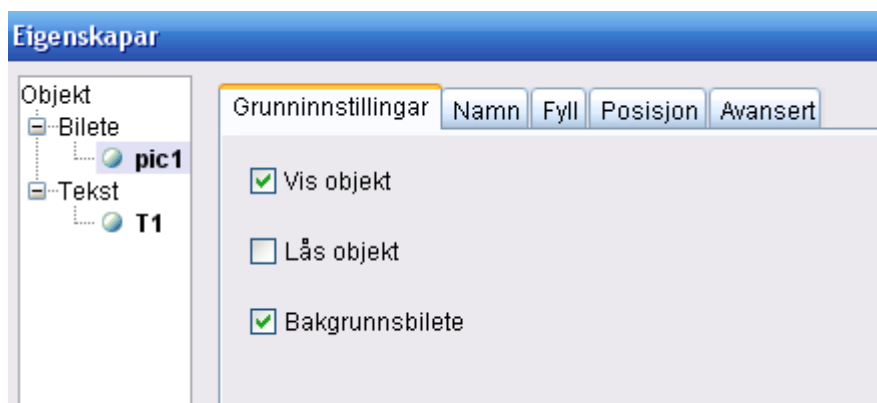 Eigenskapar
Objekt
Bilete
pic1
Tekst
T1
Grunninnstillingar Namn Fyll Posisjon Avansert
Vis objekt
Lås objekt
Bakgrunnsbilete